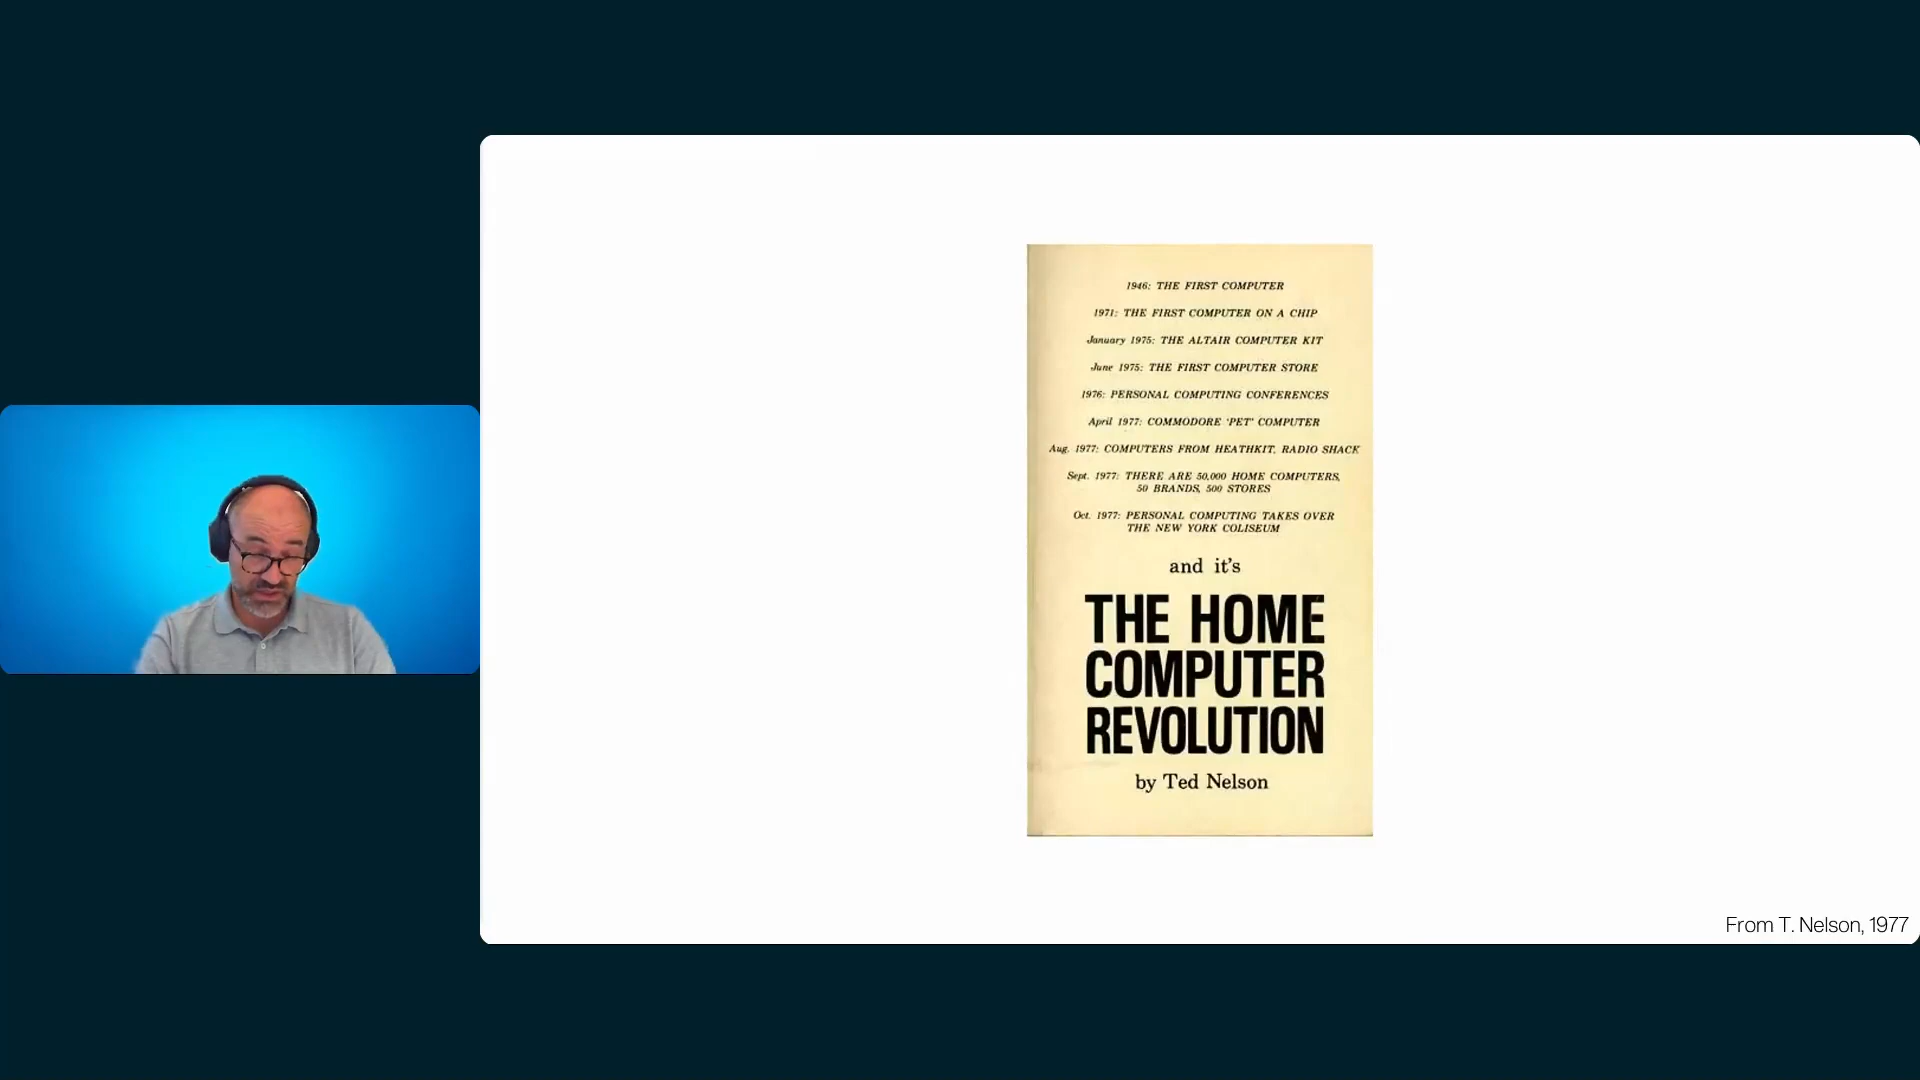 1946: THE FIRST COMPUTER
1971: THE FIRST COMPUTER ON A CHIP
January 1975: THE ALTAIR COMPUTER KIT
June 1975: THE FIRST COMPUTER STORE
1976: PERSONAL COMPUTING CONFERENCES
April 1977: COMMODORE 'PET' COMPUTER
Aug. 1977: COMPUTERS FROM HEATHKIT, RADIO SHACK
Sept. 1977: THERE ARE 50,000 HOME COMPUTERS,
50 BRANDS, 500 STORES
Oct. 1977: PERSONAL COMPUTING TAKES OVER
THE NEW YORK COLISEUM
and it's
THE HOME
COMPUTER
REVOLUTION
by Ted Nelson
From T. Nelson, 1977